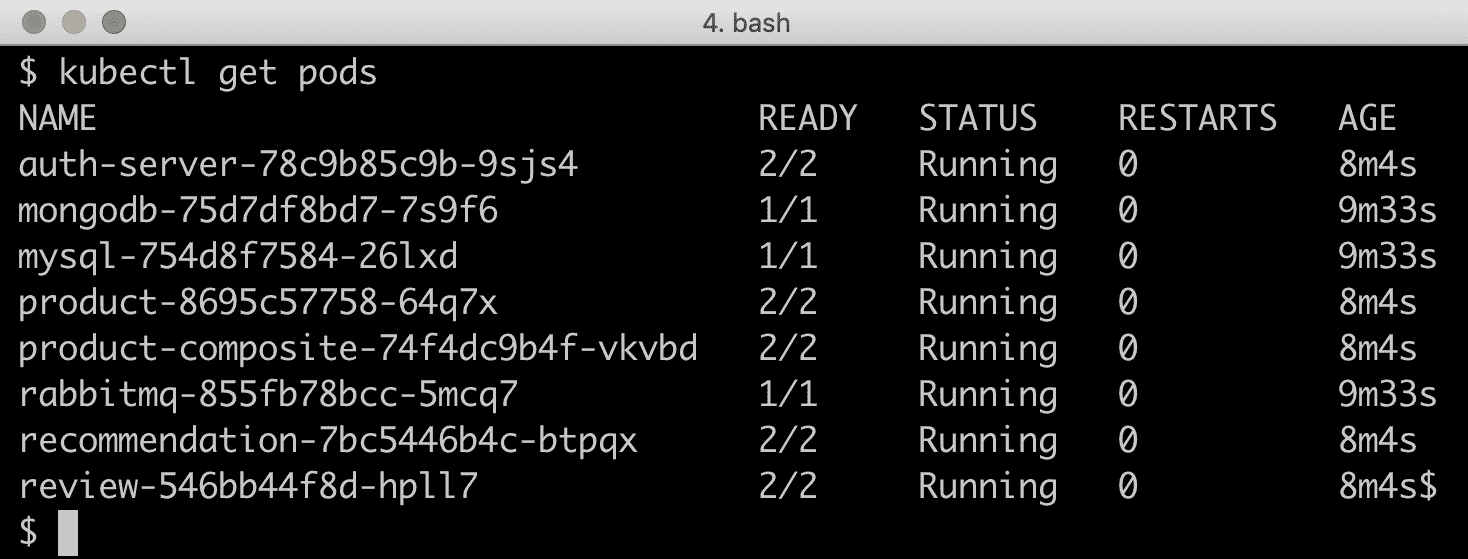 4. bash
$ kubectl get pods
NAME READY STATUS RESTARTS AGE
auth-server-78c9b85c9b-9sjs4 2/2 Running 0 8m4s
mongodb-75d7df8bd7-7s9f6 1/1 Running 0 9m33s
mysql-754d8f7584-26lxd 1/1 Running 0 9m33s
product-8695c57758-64q7x 2/2 Running 0 8m4s
product-composite-74f4dc9b4f-vkvbd 2/2 Running 0 8m4s
rabbitmq-855fb78bcc-5mcq7 1/1 Running 0 9m33s
recommendation-7bc5446b4c-btpqx 2/2 Running 0 8m4s
review-546bb44f8d-hpll7 2/2 Running 0 8m4s$
$